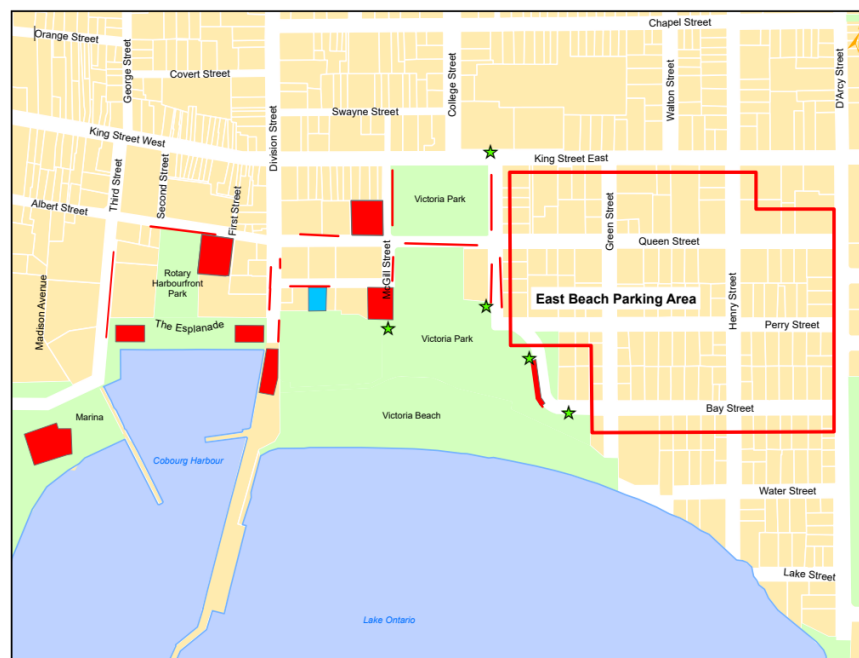 Chapel Street
Orange Street
George Street
Covert Street
College Street
Walton Street
D'Arcy Street
Division Street
Swayne Street
King Street West
King Street East
Third Street
Second Street
First Street
Albert Street
Victoria Park
Green Street
Queen Street
McGill Street
Rotary
Harbourfront
Park
Madison Avenue
East Beach Parking Area
Henry Street
The Esplanade
Victoria Park
Perry Street
Marina
Victoria Beach
Bay Street
Cobourg Harbour
Water Street
Lake Street
Lake Ontario